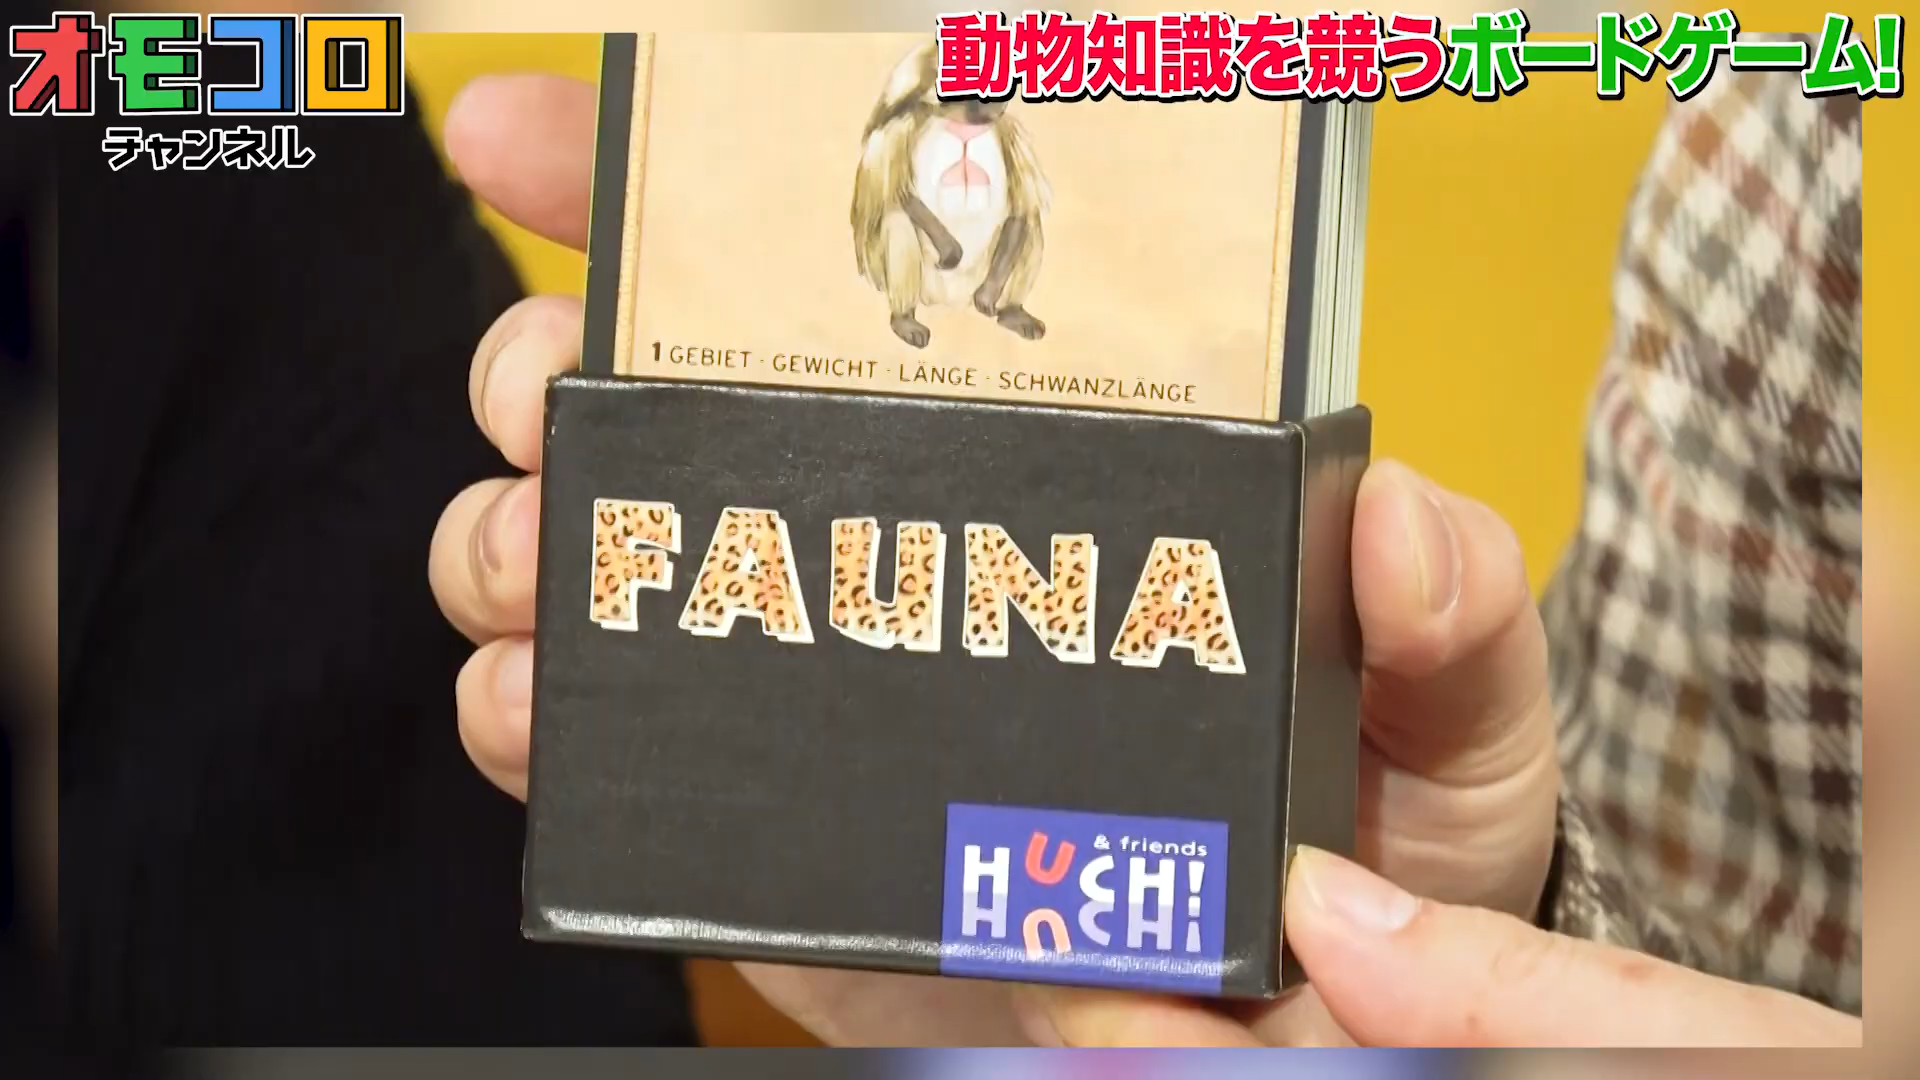 オモコロ
チャンネル
動物知識を競うボードゲーム!
1 GEBIET · GEWICHT · LÄNGE · SCHWANZLÄNGE
FAUNA
& friends
HUCH!